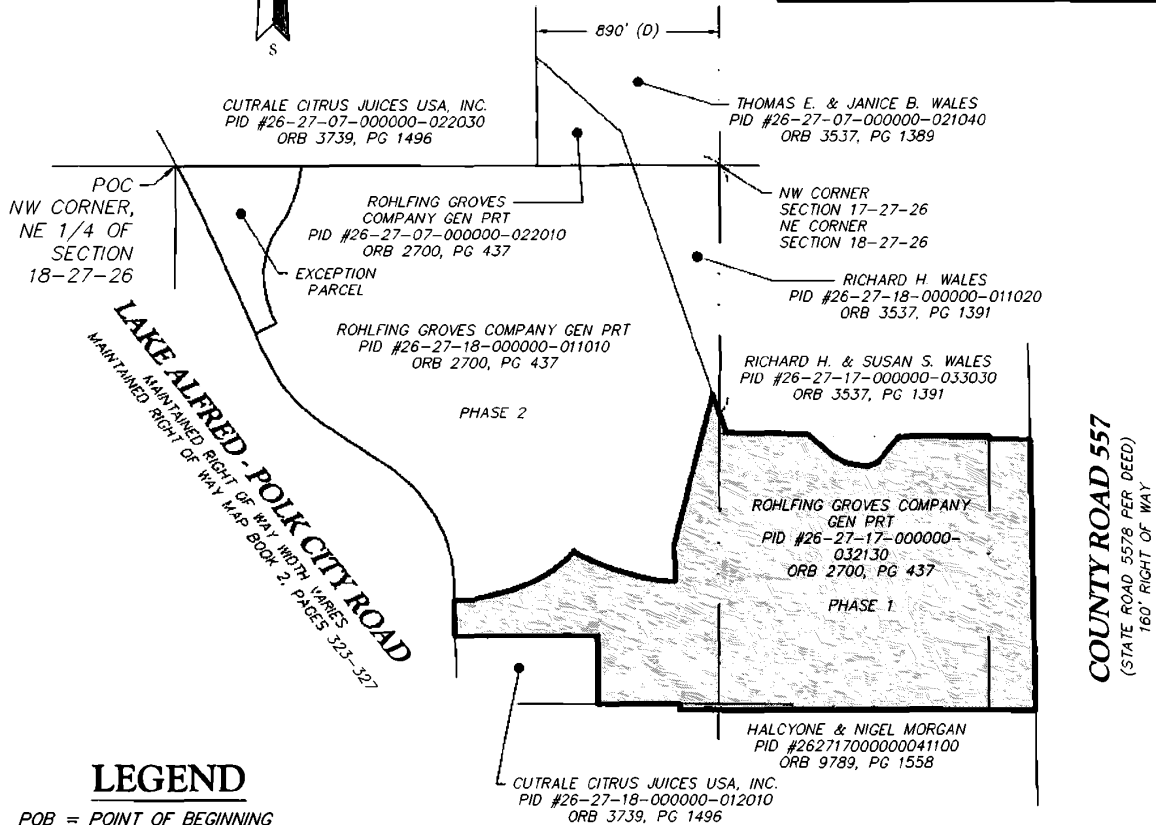 S
890' (D)
CUTRALE CITRUS JUICES USA, INC.
PID #26-27-07-000000-022030
ORB 3739, PG 1496
THOMAS E. & JANICE B. WALES
PID #26-27-07-000000-021040
ORB 3537, PG 1389
POC
NW CORNER,
NE 1/4 OF
SECTION
18-27-26
ROHLFING GROVES
COMPANY GEN PRT
PID #26-27-07-000000-022010
ORB 2700, PG 437
NW CORNER
SECTION 17-27-26
NE CORNER
SECTION 18-27-26
EXCEPTION
PARCEL
RICHARD H. WALES
PID #26-27-18-000000-011020
ORB 3537, PG 1391
ROHLFING GROVES COMPANY GEN PRT
PID #26-27-18-000000-011010
ORB 2700, PG 437
RICHARD H. & SUSAN S. WALES
PID #26-27-17-000000-033030
ORB 3537, PG 1391
PHASE 2
LAKE ALFRED - POLK CITY ROAD
MAINTAINED RIGHT OF WAY WIDTH VARIES
MAINTAINED RIGHT OF WAY MAP BOOK 2, PAGES 323-327
ROHLFING GROVES COMPANY
GEN PRT
PID #26-27-17-000000-
032130
ORB 2700, PG 437
PHASE 1
COUNTY ROAD 557
(STATE ROAD 5578 PER DEED)
160' RIGHT OF WAY
HALCYONE & NIGEL MORGAN
PID #262717000000041100
ORB 9789, PG 1558
CUTRALE CITRUS JUICES USA, INC.
PID #26-27-18-000000-012010
ORB 3739, PG 1496
LEGEND
POB = POINT OF BEGINNING